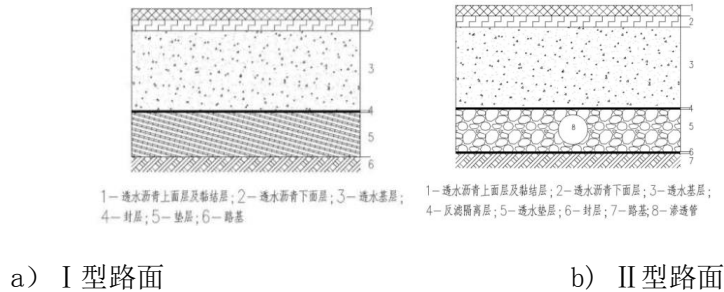 1
2
3
4
5
6
1-透水沥青上面层及黏结层;2-透水沥青下面层;3-透水基层;
4-封层;5-垫层;6-路基
a) Ⅰ型路面
1
2
3
4
5
6
7
8
1-透水沥青上面层及黏结层;2-透水沥青下面层;3-透水基层;
4-反滤隔离层;5-透水垫层;6-封层;7-路基;8-渗透管
b) Ⅱ型路面